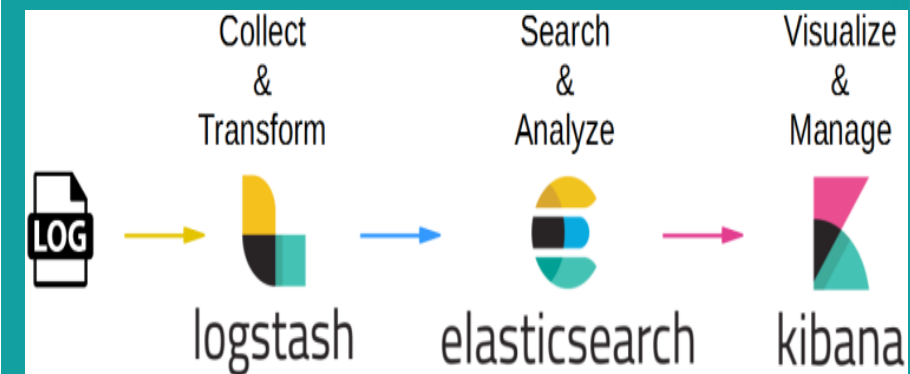 Collect
&
Transform
Search
&
Analyze
Visualize
&
Manage
LOG
logstash
elasticsearch
kibana